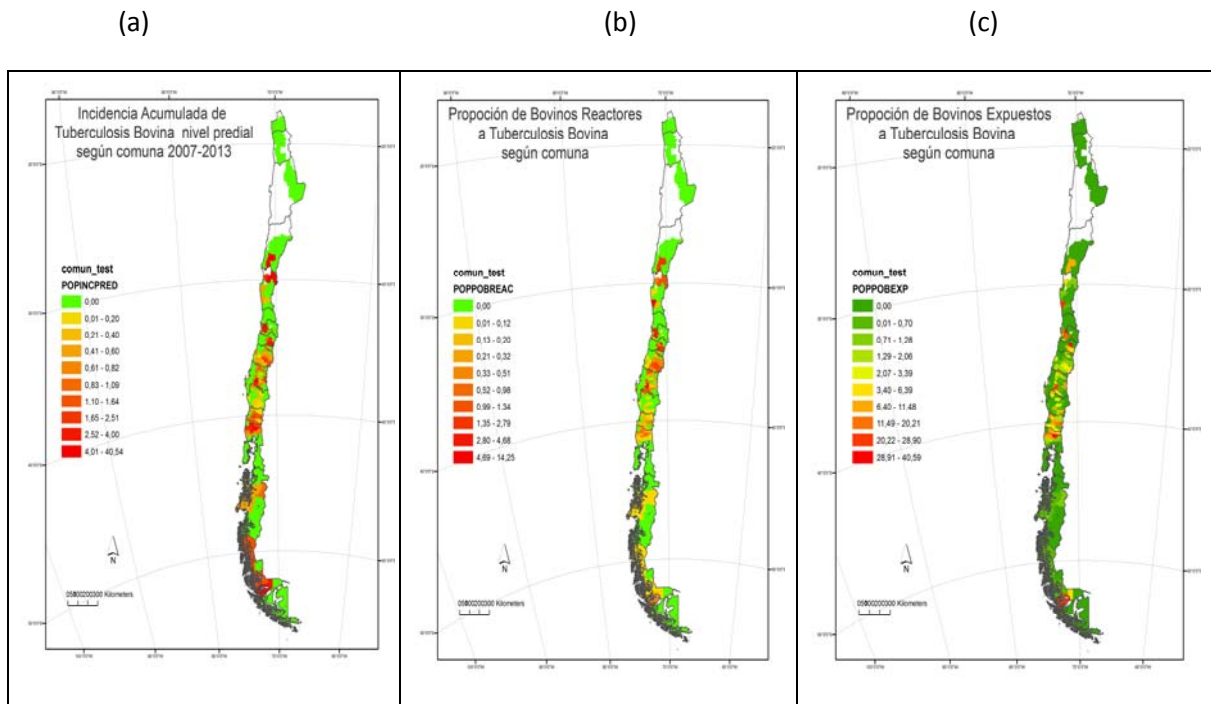 (a)
(b)
(c)
Incidencia Acumulada de
Tuberculosis Bovina nivel predial
según comuna 2007-2013
comun_test
POPINCPRED
0,00
0,01 - 0,20
0,21 - 0,40
0,41 - 0,60
0,61 - 0,82
0,83 - 1,09
1,10 - 1,64
1,65 - 2,51
2,52 - 4,00
4,01 - 40,54
N
Kilometers
Propoción de Bovinos Reactores
a Tuberculosis Bovina
según comuna
comun_test
POPPOBREAC
0,00
0,01 - 0,12
0,13 - 0,20
0,21 - 0,32
0,33 - 0,51
0,52 - 0,98
0,99 - 1,34
1,35 - 2,79
2,80 - 4,68
4,69 - 14,25
N
Kilometers
Propoción de Bovinos Expuestos
a Tuberculosis Bovina
según comuna
comun_test
POPPOBEXP
0,00
0,01 - 0,70
0,71 - 1,28
1,29 - 2,06
2,07 - 3,39
3,40 - 6,39
6,40 - 11,48
11,49 - 20,21
20,22 - 28,90
28,91 - 40,59
N
Kilometers